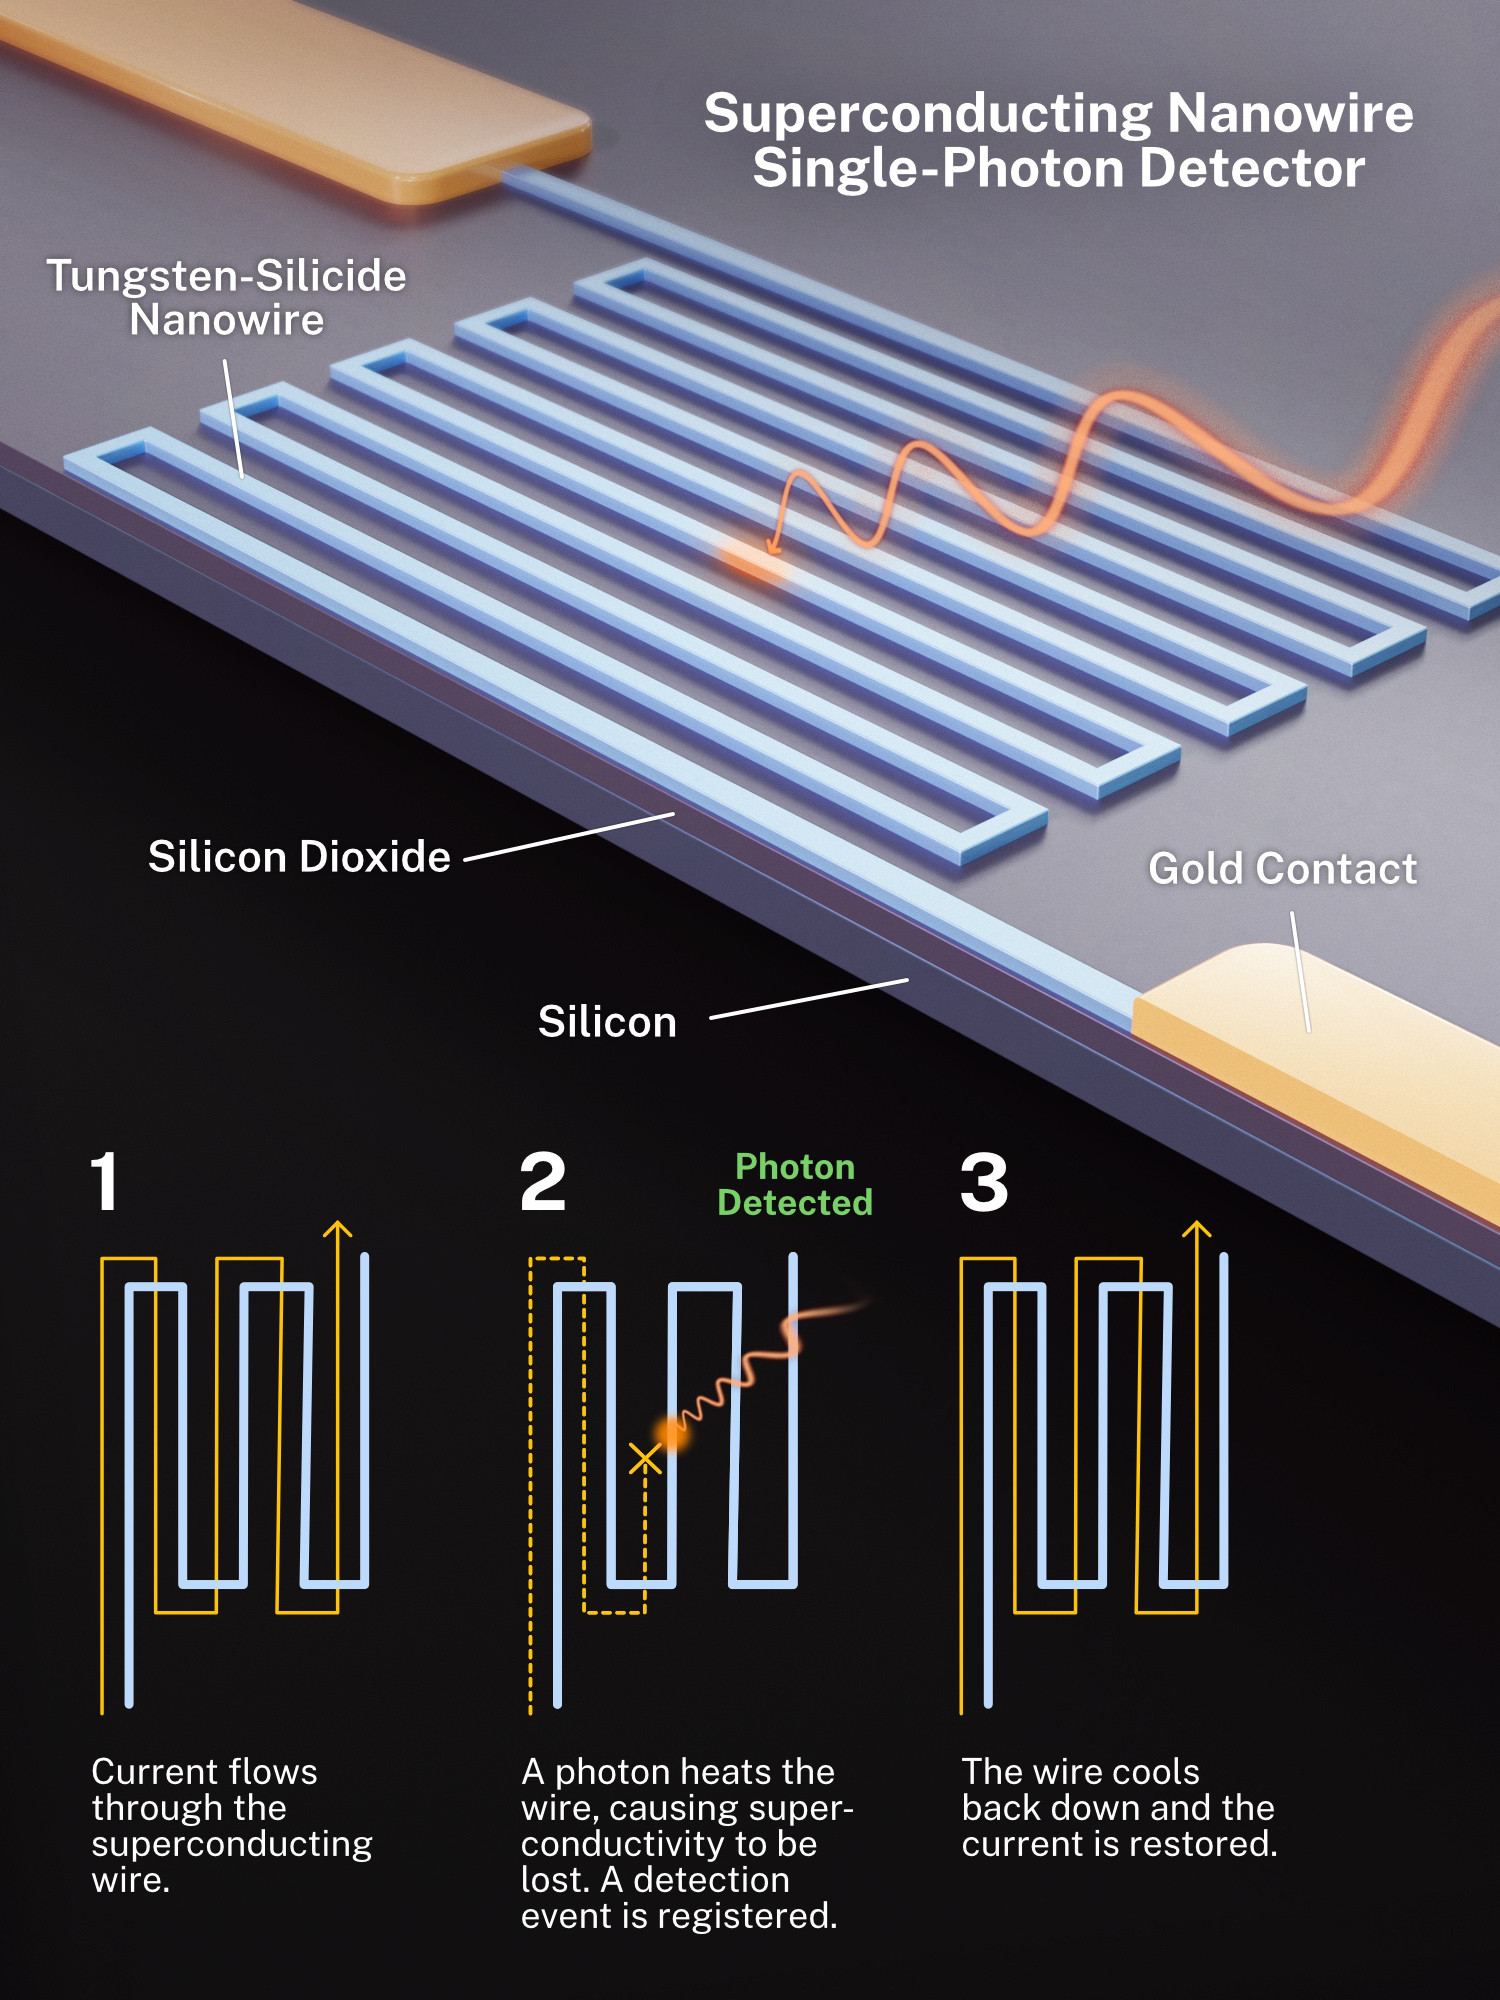 Superconducting Nanowire
Single-Photon Detector
Tungsten-Silicide
Nanowire
Silicon Dioxide
Gold Contact
Silicon
1
Current flows
through the
superconducting
wire.
2
Photon
Detected
A photon heats the
wire, causing super-
conductivity to be
lost. A detection
event is registered.
3
The wire cools
back down and the
current is restored.